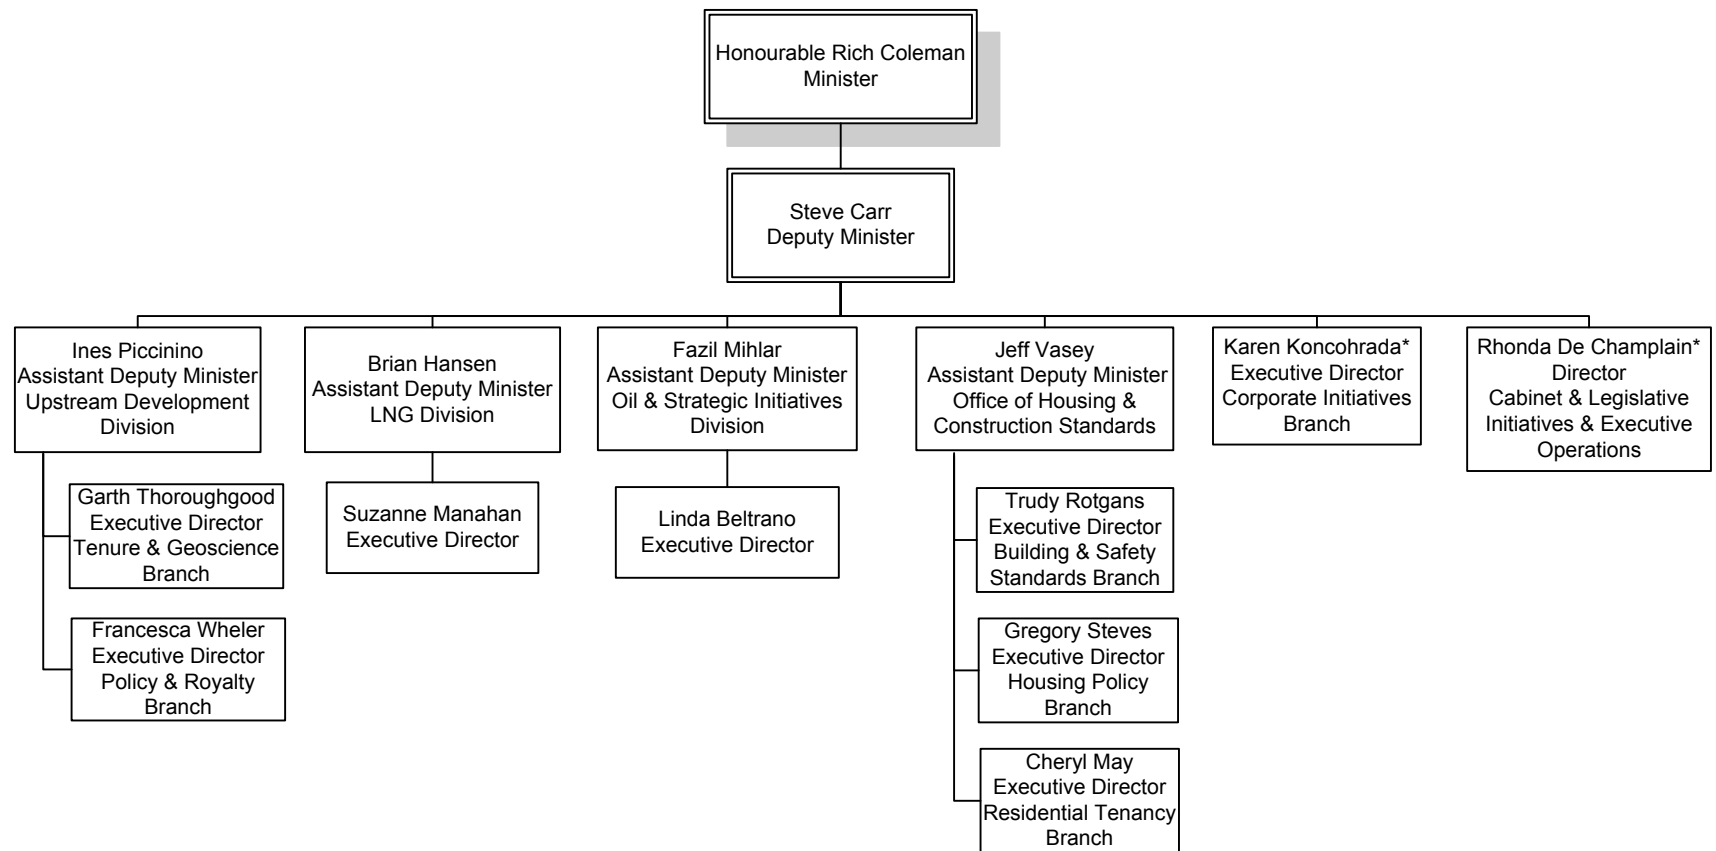 Honourable Rich Coleman
Minister
Steve Carr
Deputy Minister
Ines Piccinino
Assistant Deputy Minister
Upstream Development
Division
Brian Hansen
Assistant Deputy Minister
LNG Division
Fazil Mihlar
Assistant Deputy Minister
Oil & Strategic Initiatives
Division
Jeff Vasey
Assistant Deputy Minister
Office of Housing &
Construction Standards
Karen Koncohrada*
Executive Director
Corporate Initiatives
Branch
Rhonda De Champlain*
Director
Cabinet & Legislative
Initiatives & Executive
Operations
Garth Thoroughgood
Executive Director
Tenure & Geoscience
Branch
Francesca Wheler
Executive Director
Policy & Royalty
Branch
Suzanne Manahan
Executive Director
Linda Beltrano
Executive Director
Trudy Rotgans
Executive Director
Building & Safety
Standards Branch
Gregory Steves
Executive Director
Housing Policy
Branch
Cheryl May
Executive Director
Residential Tenancy
Branch